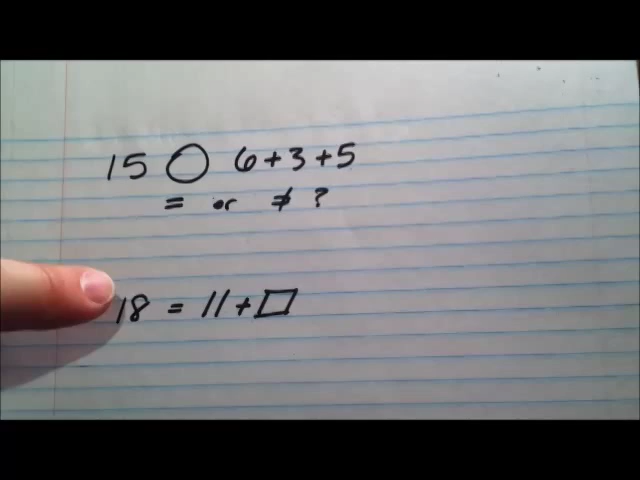 15 ◯ 6+3+5
= or ≠ ?
18 = 11+□